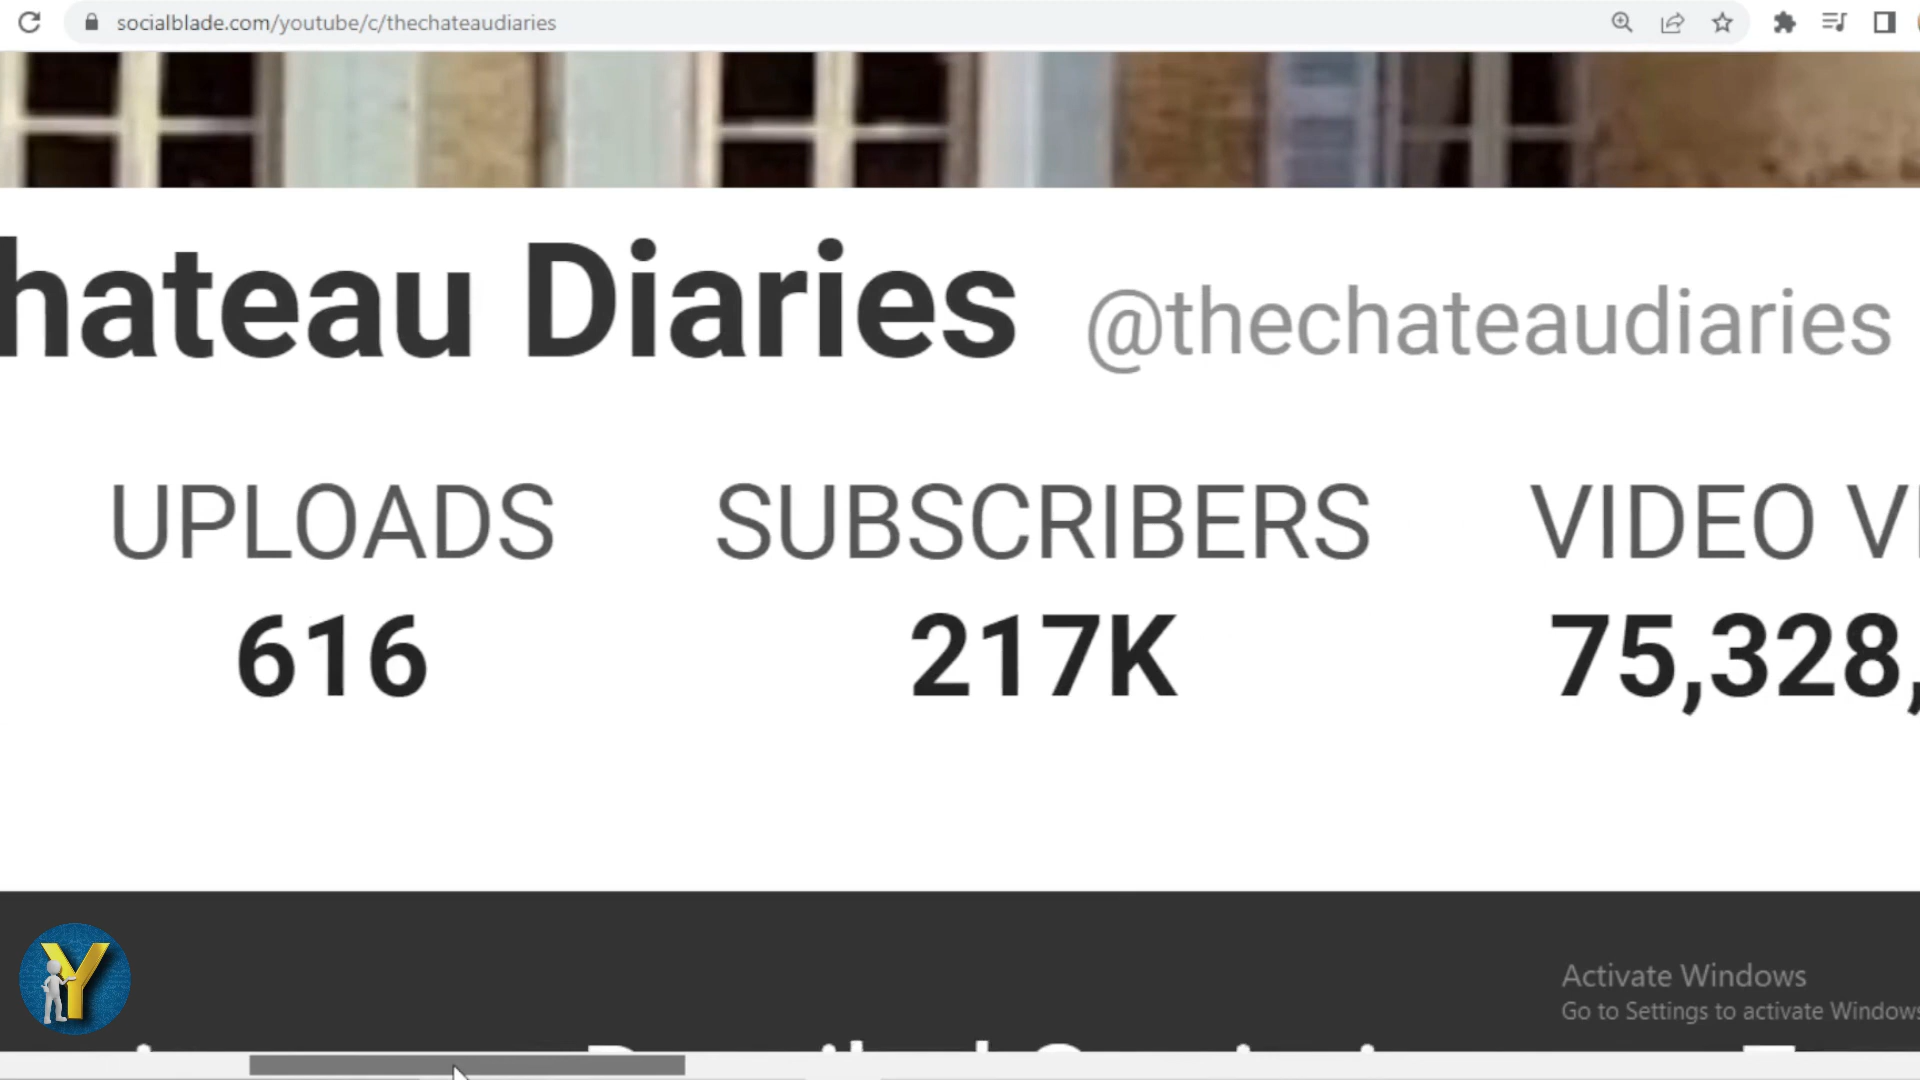 socialblade.com/youtube/c/thechateaudiaries
hateau Diaries @thechateaudiaries
UPLOADS SUBSCRIBERS VIDEO V
616 217K 75,328,
Y
Activate Windows
Go to Settings to activate Windows